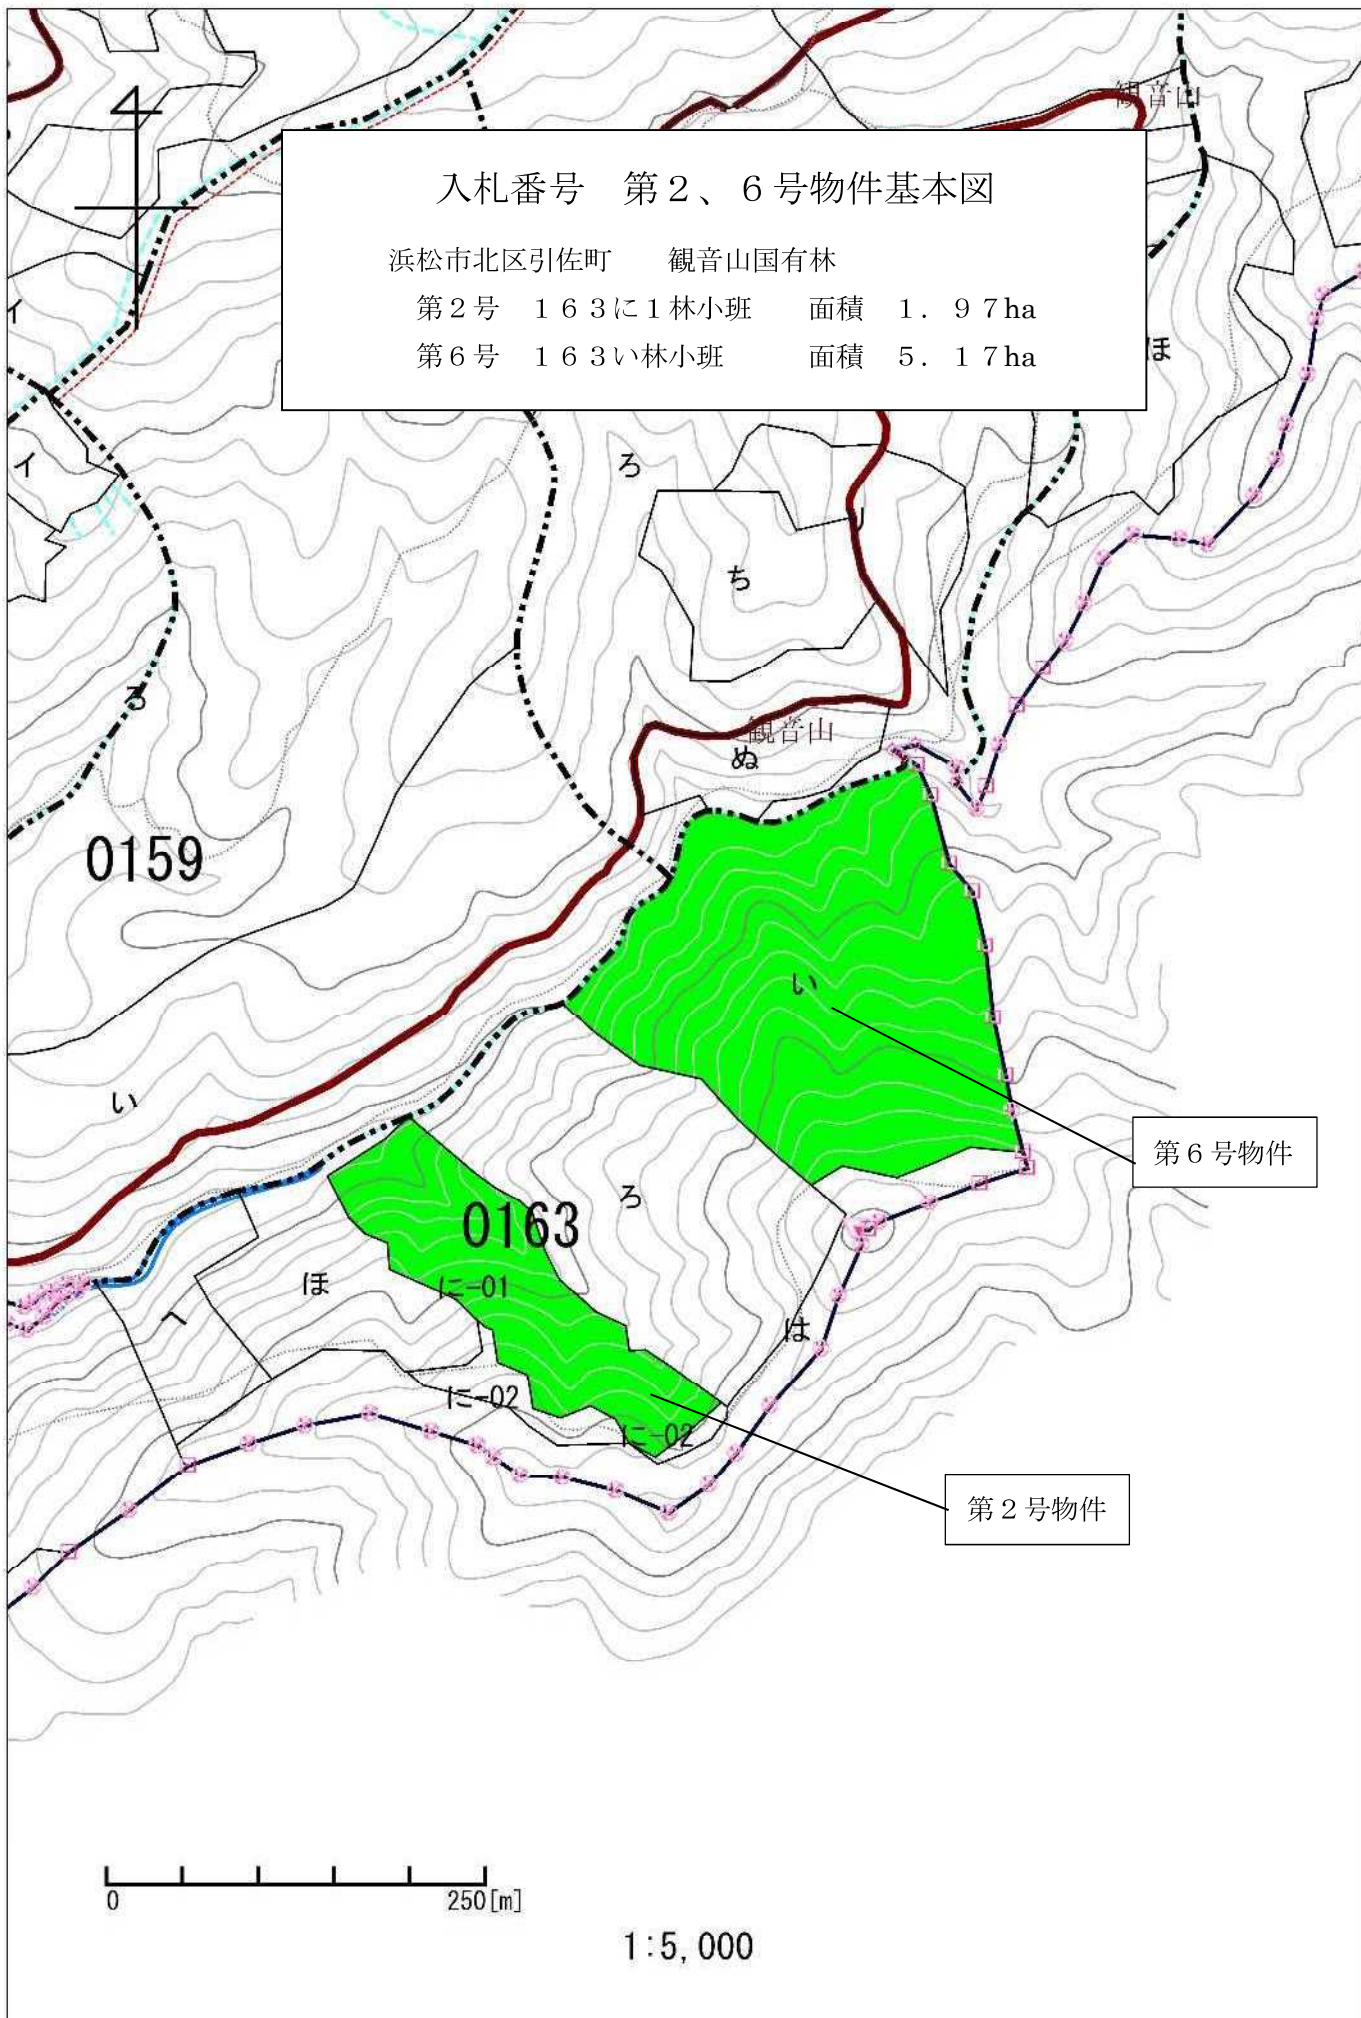 観音山
入札番号　第２、６号物件基本図
浜松市北区引佐町　　観音山国有林
第２号　１６３に１林小班　　面積　１．９７ha
第６号　１６３い林小班　　　面積　５．１７ha
イ
ほ
イ
ろ
り
ち
ろ
観音山
ぬ
0159
い
い
第６号物件
ろ
0163
ほ
に-01
へ
は
に-02
に-02
第２号物件
0
250[m]
1:5,000